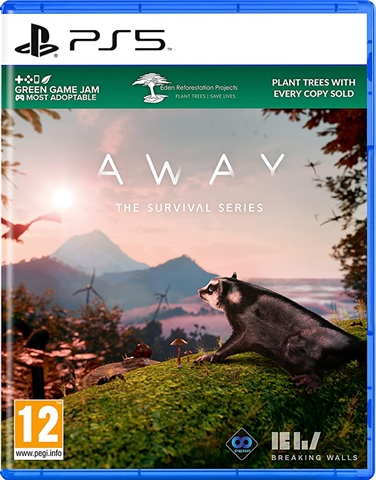 PS5
GREEN GAME JAM
MOST ADOPTABLE
Eden Reforestation Projects
PLANT TREES | SAVE LIVES
PLANT TREES WITH
EVERY COPY SOLD
AWAY
THE SURVIVAL SERIES
12
www.pegi.info
PERP
BREAKING WALLS